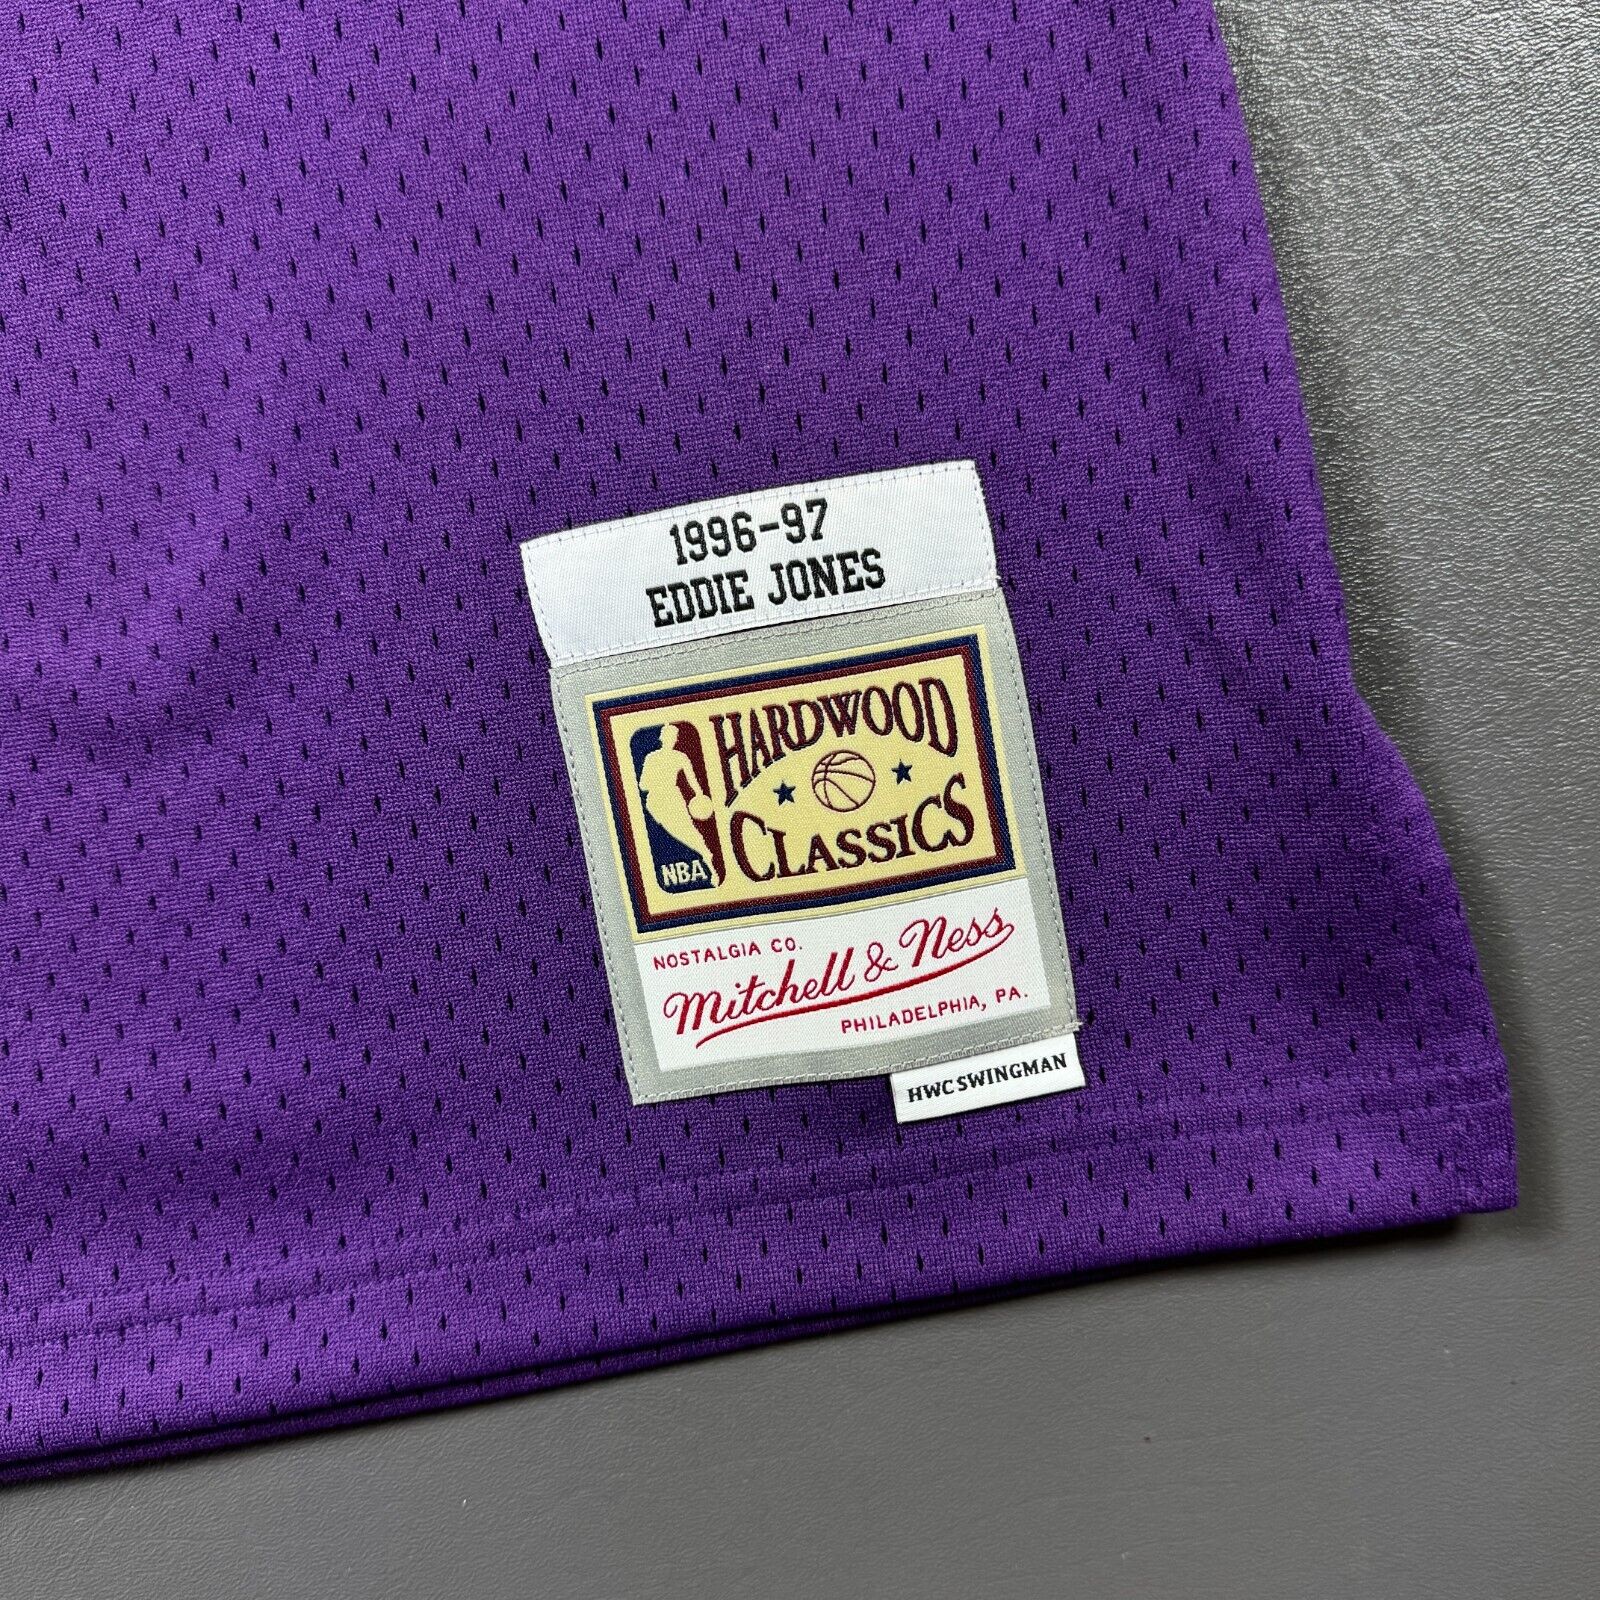 1996-97
EDDIE JONES
HARDWOOD
CLASSICS
NBA
NOSTALGIA CO.
Mitchell & Ness
PHILADELPHIA, PA.
HWC SWINGMAN